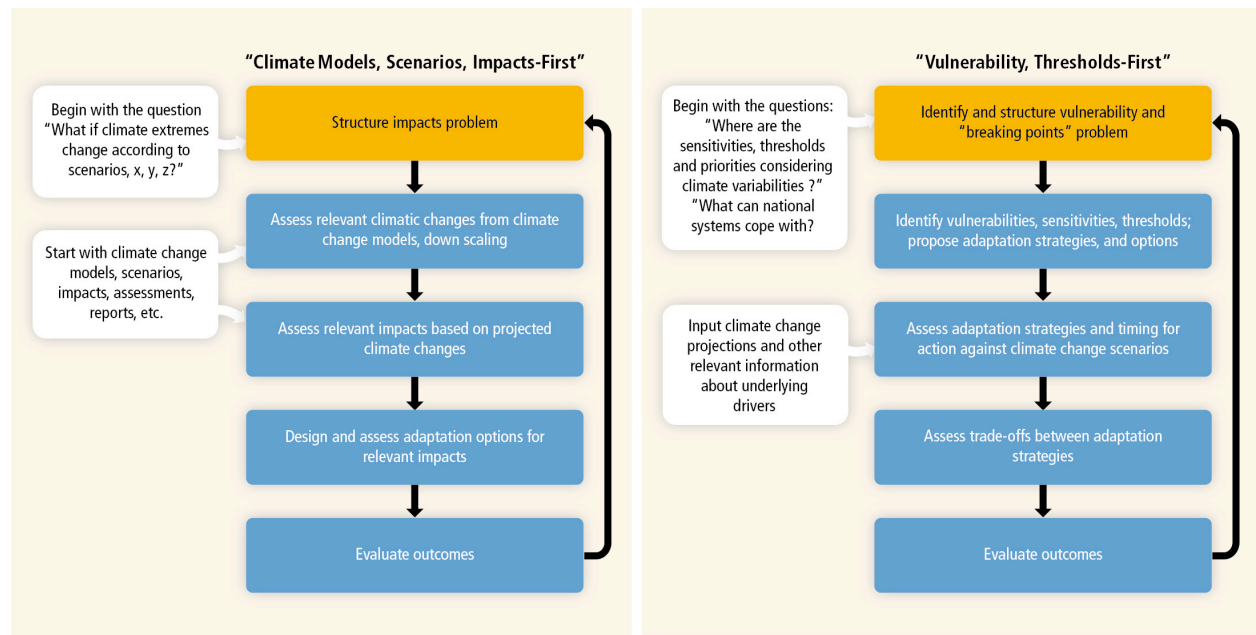 “Climate Models, Scenarios, Impacts-First”
Begin with the question
“What if climate extremes
change according to
scenarios, x, y, z?”
Structure impacts problem
Assess relevant climatic changes from climate
change models, down scaling
Start with climate change
models, scenarios,
impacts, assessments,
reports, etc.
Assess relevant impacts based on projected
climate changes
Design and assess adaptation options for
relevant impacts
Evaluate outcomes
“Vulnerability, Thresholds-First”
Begin with the questions:
“Where are the
sensitivities, thresholds
and priorities considering
climate variabilities ?”
“What can national
systems cope with?
Identify and structure vulnerability and
“breaking points” problem
Identify vulnerabilities, sensitivities, thresholds;
propose adaptation strategies, and options
Input climate change
projections and other
relevant information
about underlying
drivers
Assess adaptation strategies and timing for
action against climate change scenarios
Assess trade-offs between adaptation
strategies
Evaluate outcomes